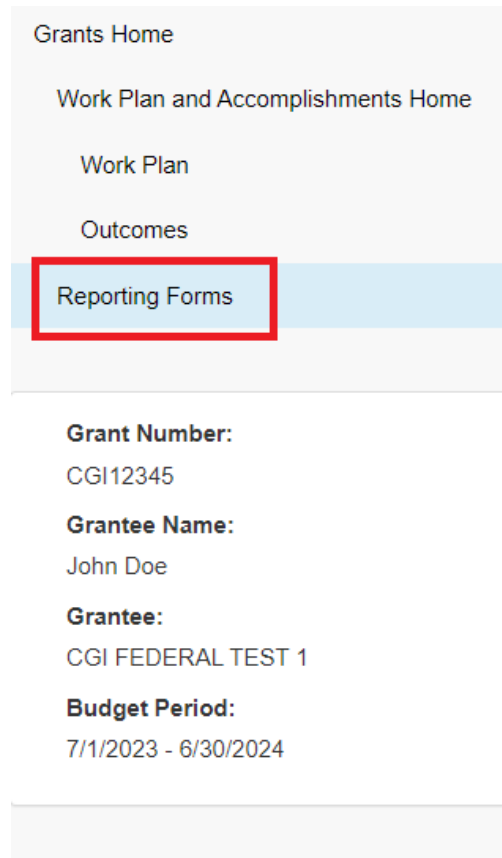 Grants Home
Work Plan and Accomplishments Home
Work Plan
Outcomes
Reporting Forms
Grant Number:
CGI12345
Grantee Name:
John Doe
Grantee:
CGI FEDERAL TEST 1
Budget Period:
7/1/2023 - 6/30/2024